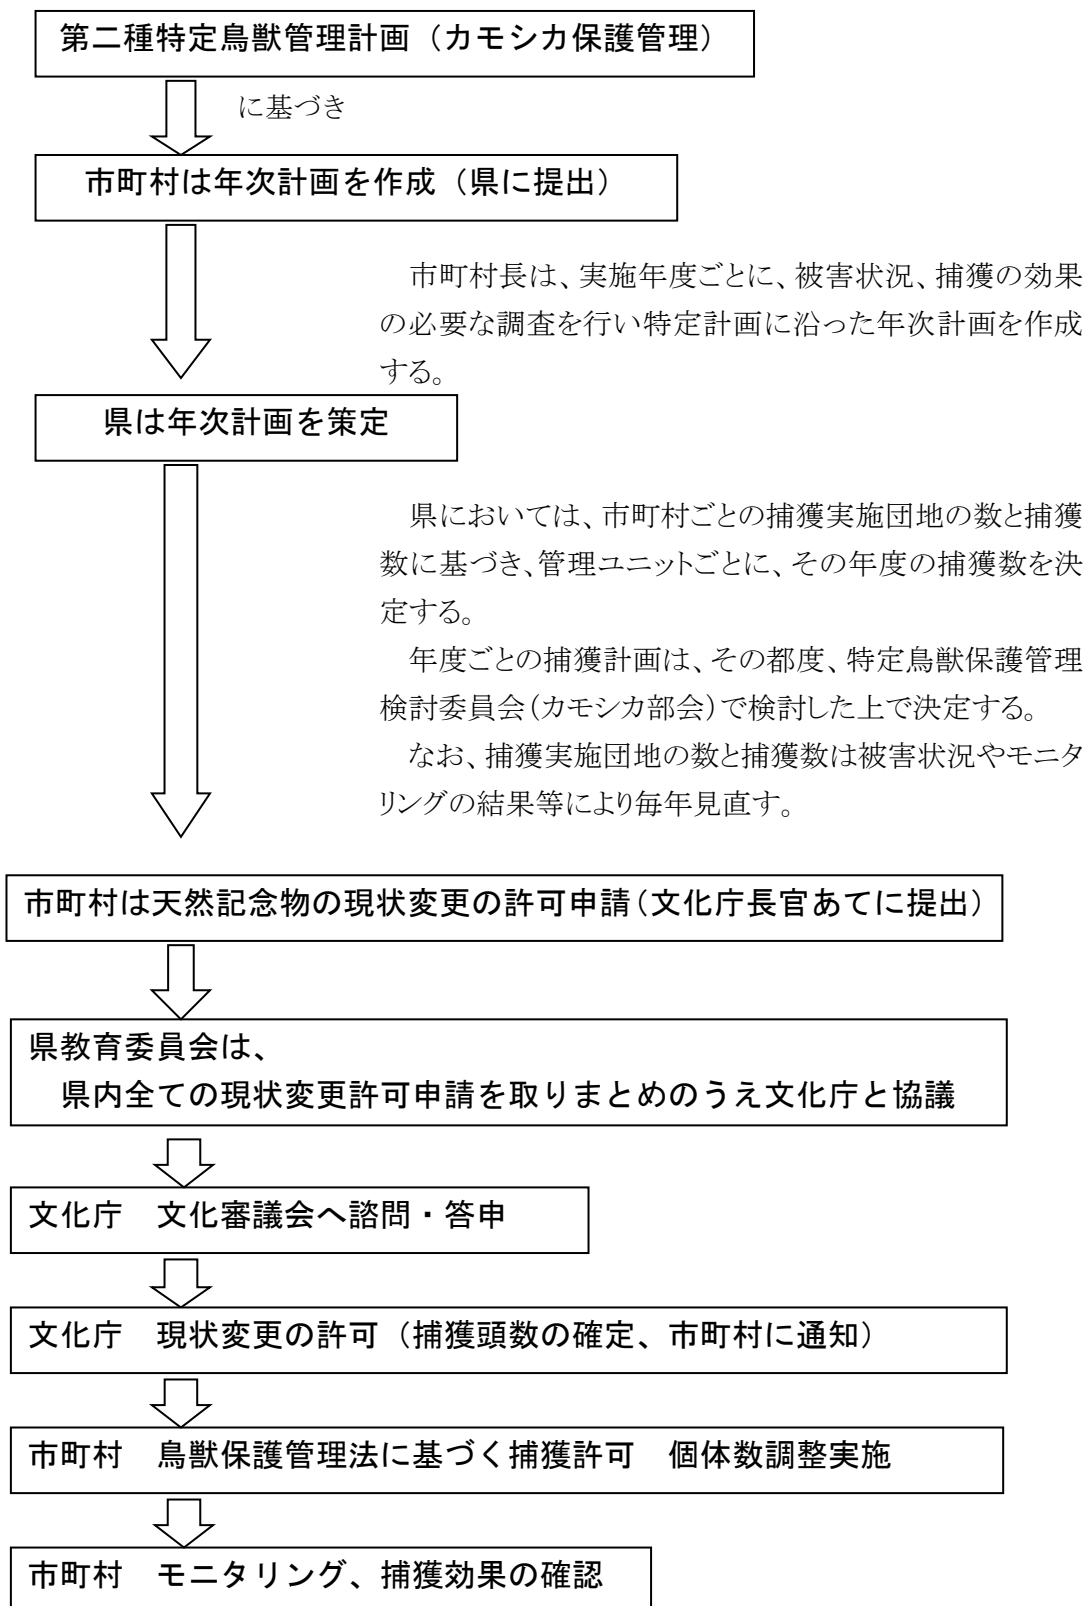 第二種特定鳥獣管理計画（カモシカ保護管理）
に基づき
市町村は年次計画を作成（県に提出）
市町村長は、実施年度ごとに、被害状況、捕獲の効果
の必要な調査を行い特定計画に沿った年次計画を作成
する。
県は年次計画を策定
県においては、市町村ごとの捕獲実施団地の数と捕獲
数に基づき、管理ユニットごとに、その年度の捕獲数を決
定する。
年度ごとの捕獲計画は、その都度、特定鳥獣保護管理
検討委員会（カモシカ部会）で検討した上で決定する。
なお、捕獲実施団地の数と捕獲数は被害状況やモニタ
リングの結果等により毎年見直す。
市町村は天然記念物の現状変更の許可申請（文化庁長官あてに提出）
県教育委員会は、
県内全ての現状変更許可申請を取りまとめのうえ文化庁と協議
文化庁　文化審議会へ諮問・答申
文化庁　現状変更の許可（捕獲頭数の確定、市町村に通知）
市町村　鳥獣保護管理法に基づく捕獲許可　個体数調整実施
市町村　モニタリング、捕獲効果の確認